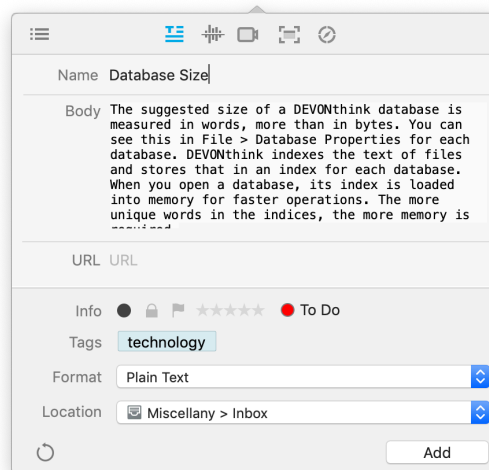 Name Database Size
Body The suggested size of a DEVONthink database is
measured in words, more than in bytes. You can
see this in File > Database Properties for each
database. DEVONthink indexes the text of files
and stores that in an index for each database.
When you open a database, its index is loaded
into memory for faster operations. The more
unique words in the indices, the more memory is
required
URL URL
Info To Do
Tags technology
Format Plain Text
Location Miscellany > Inbox
Add